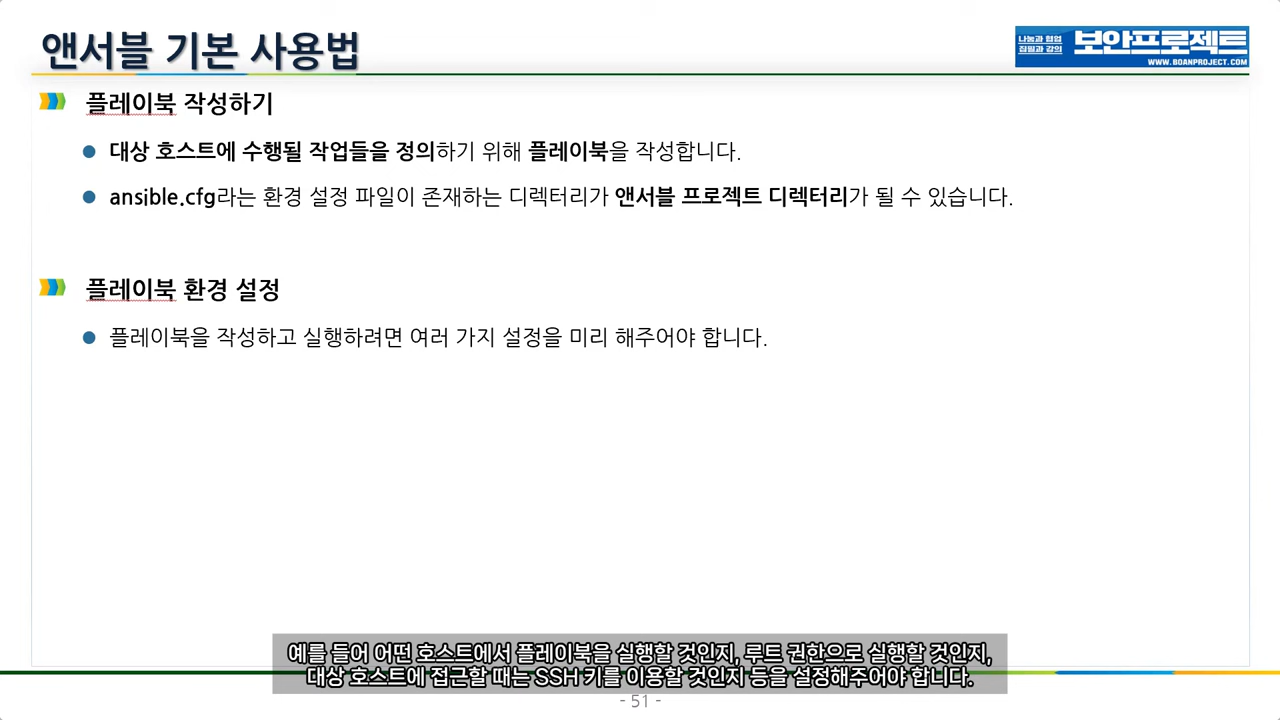 앤서블 기본 사용법
나눔과 협업
집필과 강의
보안프로젝트
WWW.BOANPROJECT.COM
플레이북 작성하기
대상 호스트에 수행될 작업들을 정의하기 위해 플레이북을 작성합니다.
ansible.cfg라는 환경 설정 파일이 존재하는 디렉터리가 앤서블 프로젝트 디렉터리가 될 수 있습니다.
플레이북 환경 설정
플레이북을 작성하고 실행하려면 여러 가지 설정을 미리 해주어야 합니다.
예를 들어 어떤 호스트에서 플레이북을 실행할 것인지, 루트 권한으로 실행할 것인지,
대상 호스트에 접근할 때는 SSH 키를 이용할 것인지 등을 설정해주어야 합니다.
- 51 -